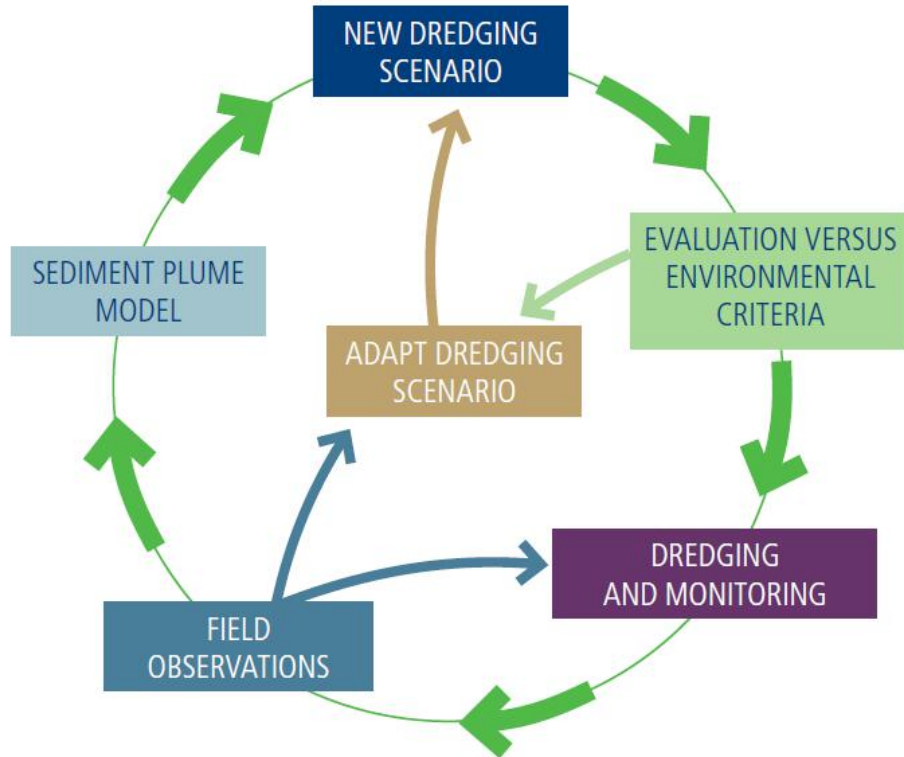 NEW DREDGING
SCENARIO
EVALUATION VERSUS
ENVIRONMENTAL
CRITERIA
SEDIMENT PLUME
MODEL
ADAPT DREDGING
SCENARIO
DREDGING
AND MONITORING
FIELD
OBSERVATIONS